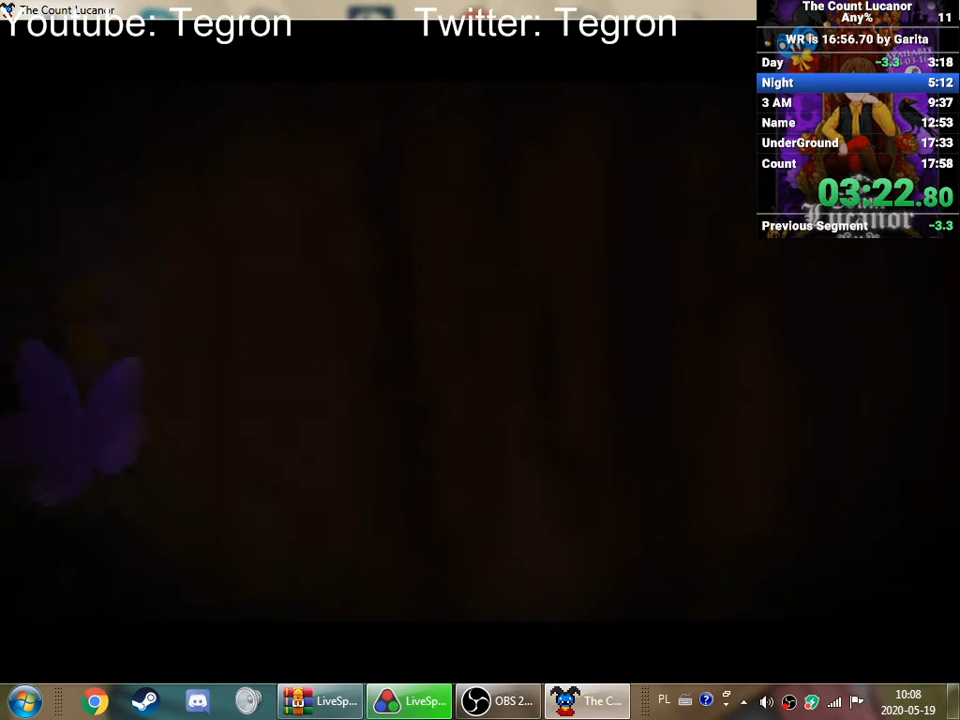 The Count Lucanor
Youtube: Tegron Twitter: Tegron
The Count Lucanor
Any% 11
WR is 16:56.70 by Garita
Day -3.3 3:18
Night 5:12
3 AM 9:37
Name 12:53
UnderGround 17:33
Count 17:58
03:22.80
Lucanor
Previous Segment -3.3
LiveSp... LiveSp... OBS 2... The C... PL 10:08
2020-05-19